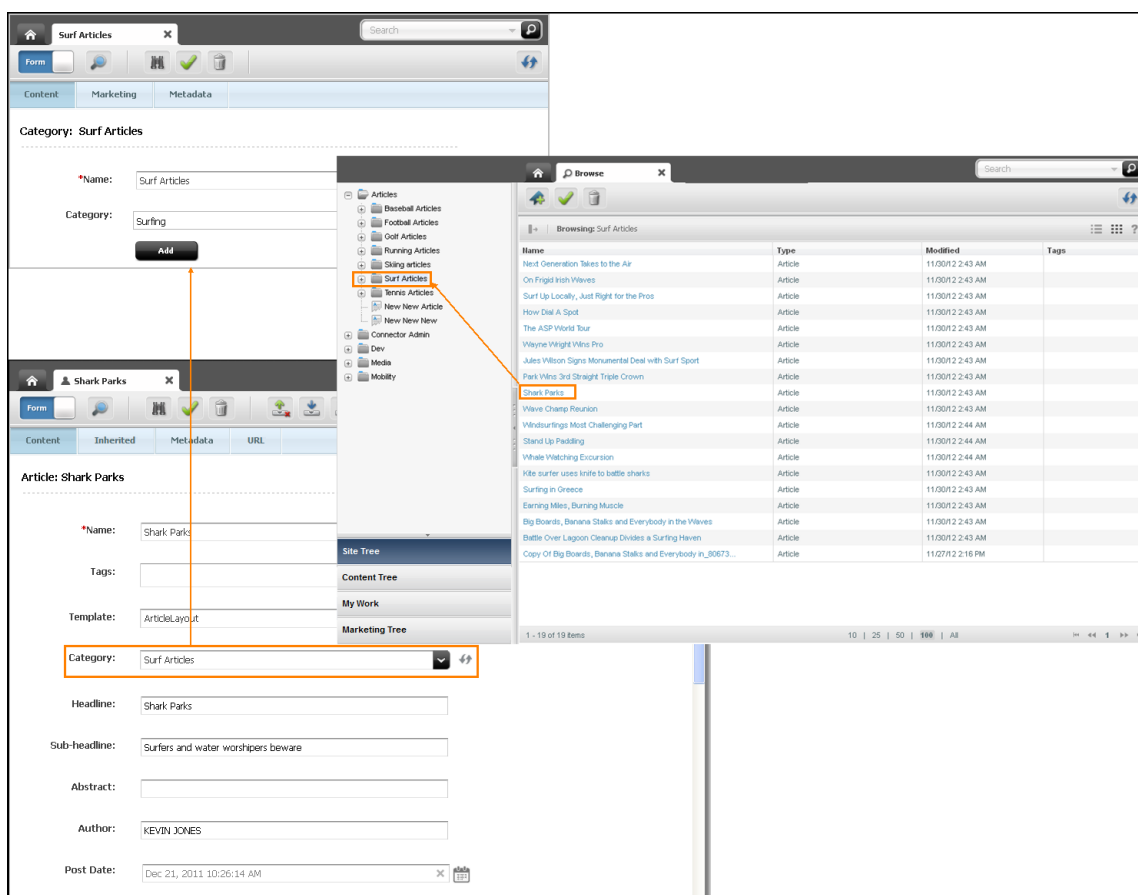 Surf Articles
Search
Form
Content Marketing Metadata
Category: Surf Articles
*Name: Surf Articles
Category: Surfing
Add
Articles
Baseball Articles
Football Articles
Golf Articles
Running Articles
Skiing articles
Surf Articles
Tennis Articles
New New Article
New New New
Connector Admin
Dev
Media
Mobility
Site Tree
Content Tree
My Work
Marketing Tree
Browse
Search
Browsing: Surf Articles
Name Type Modified Tags
Next Generation Takes to the Air Article 11/30/12 2:43 AM
On Frigid Irish Waves Article 11/30/12 2:43 AM
Surf Up Locally, Just Right for the Pros Article 11/30/12 2:43 AM
How Dial A Spot Article 11/30/12 2:43 AM
The ASP World Tour Article 11/30/12 2:43 AM
Wayne Wright Wins Pro Article 11/30/12 2:43 AM
Jules Wilson Signs Monumental Deal with Surf Sport Article 11/30/12 2:43 AM
Park Wins 3rd Straight Triple Crown Article 11/30/12 2:43 AM
Shark Parks Article 11/30/12 2:43 AM
Wave Champ Reunion Article 11/30/12 2:43 AM
Windsurfings Most Challenging Part Article 11/30/12 2:44 AM
Stand Up Paddling Article 11/30/12 2:44 AM
Whale Watching Excursion Article 11/30/12 2:44 AM
Kite surfer uses knife to battle sharks Article 11/30/12 2:43 AM
Surfing in Greece Article 11/30/12 2:43 AM
Earning Miles, Burning Muscle Article 11/30/12 2:43 AM
Big Boards, Banana Stalks and Everybody in the Waves Article 11/30/12 2:43 AM
Battle Over Lagoon Cleanup Divides a Surfing Haven Article 11/30/12 2:43 AM
Copy Of Big Boards, Banana Stalks and Everybody in_80673... Article 11/27/12 2:16 PM
1 - 19 of 19 items 10 | 25 | 50 | 100 | All 1
Shark Parks
Form
Content Inherited Metadata URL
Article: Shark Parks
*Name: Shark Parks
Tags:
Template: ArticleLayout
Category: Surf Articles
Headline: Shark Parks
Sub-headline: Surfers and water worshipers beware
Abstract:
Author: KEVIN JONES
Post Date: Dec 21, 2011 10:26:14 AM